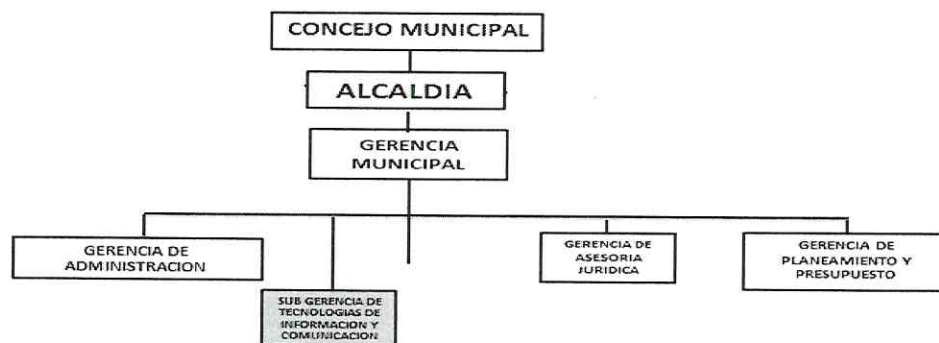 CONCEJO MUNICIPAL
ALCALDIA
GERENCIA
MUNICIPAL
GERENCIA DE
ADMINISTRACION
SUB GERENCIA DE
TECNOLOGIAS DE
INFORMACION Y
COMUNICACION
GERENCIA DE
ASESORIA
JURIDICA
GERENCIA DE
PLANEAMIENTO Y
PRESUPUESTO